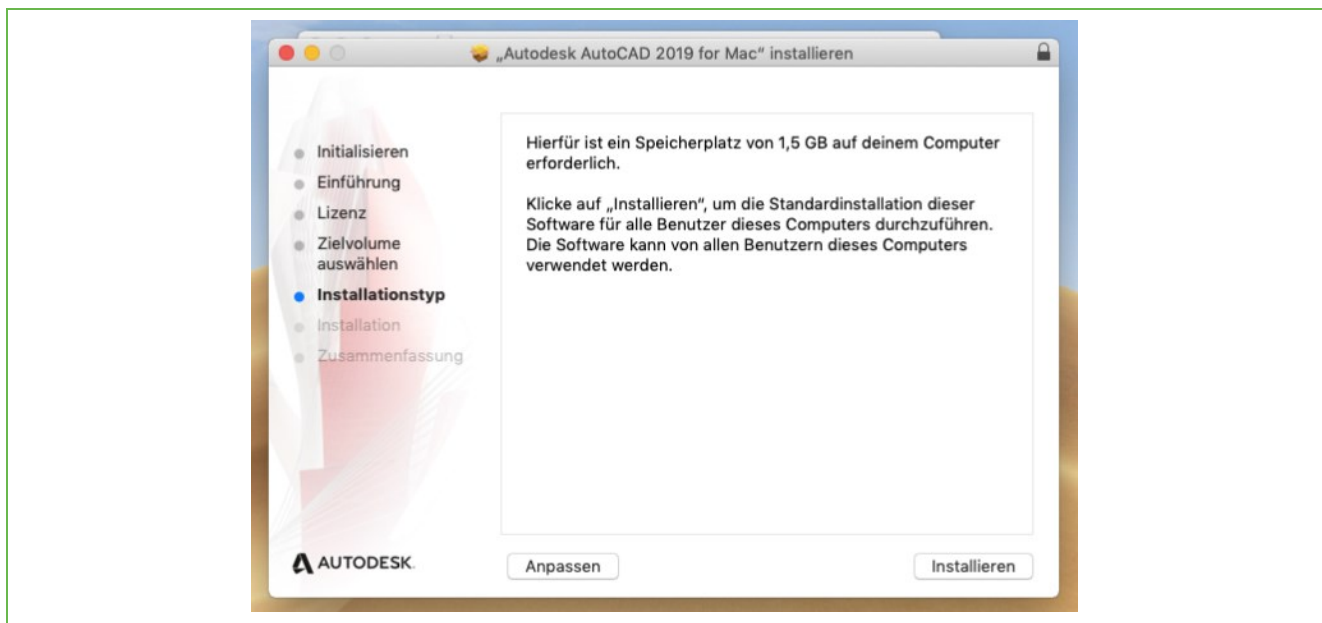 „Autodesk AutoCAD 2019 for Mac“ installieren
Initialisieren
Einführung
Lizenz
Zielvolume
auswählen
Installationstyp
Installation
Zusammenfassung
Hierfür ist ein Speicherplatz von 1,5 GB auf deinem Computer
erforderlich.
Klicke auf „Installieren“, um die Standardinstallation dieser
Software für alle Benutzer dieses Computers durchzuführen.
Die Software kann von allen Benutzern dieses Computers
verwendet werden.
AUTODESK.
Anpassen
Installieren